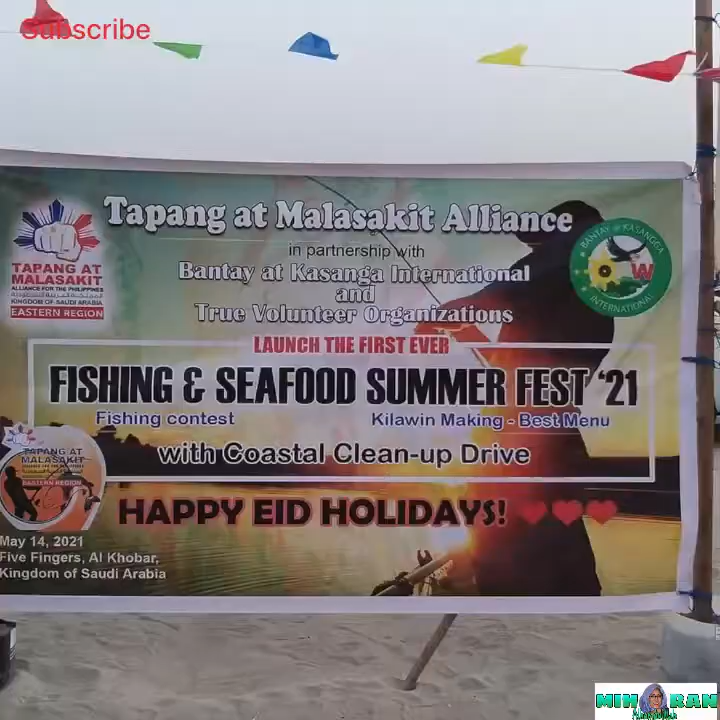 Subscribe
Tapang at Malasakit Alliance
in partnership with
Bantay at Kasanga International
and
True Volunteer Organizations
LAUNCH THE FIRST EVER
FISHING & SEAFOOD SUMMER FEST '21
Fishing contest
Kilawin Making - Best Menu
with Coastal Clean-up Drive
HAPPY EID HOLIDAYS!
May 14, 2021
Five Fingers, Al Khobar,
Kingdom of Saudi Arabia
TAPANG AT
MALASAKIT
ALLIANCE FOR THE PHILIPPINES
KINGDOM OF SAUDI ARABIA
EASTERN REGION
BANTAY @ KASANGGA
INTERNATIONAL
TAPANG AT
MALASAKIT
EASTERN REGION